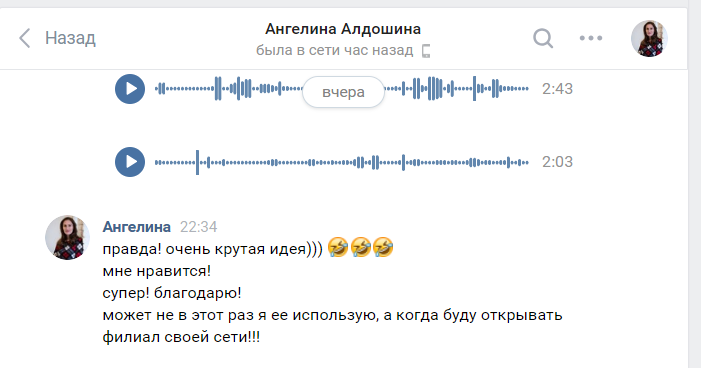 Назад
Ангелина Алдошина
была в сети час назад
вчера
2:43
2:03
Ангелина 22:34
правда! очень крутая идея))) 🤣🤣🤣
мне нравится!
супер! благодарю!
может не в этот раз я ее использую, а когда буду открывать
филиал своей сети!!!